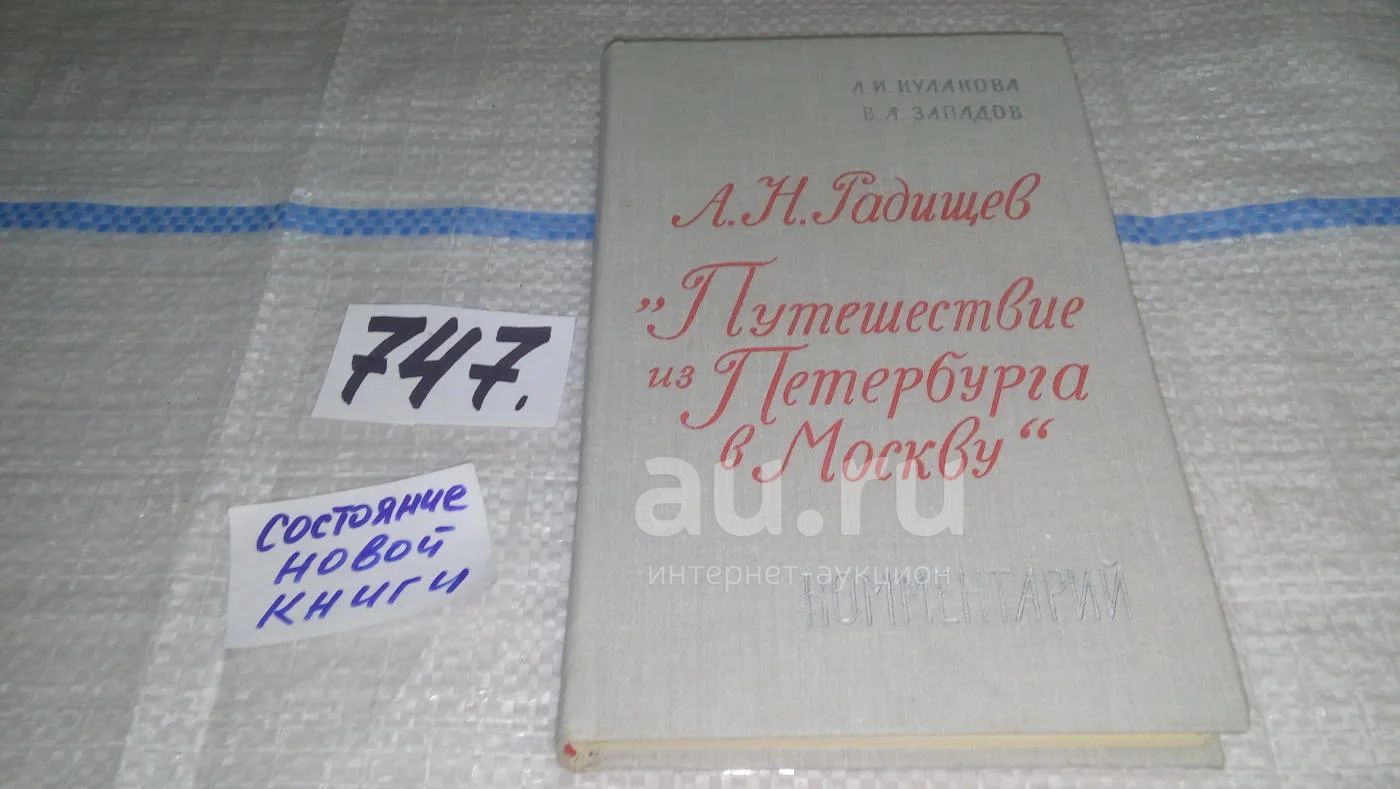 Л.И. КУЛАКОВА
В.А. ЗАПАДОВ
А.Н. Радищев
„Путешествие
из Петербурга
в Москву“
КОММЕНТАРИЙ
747.
СОСТОЯНИЕ
НОВОЙ
КНИГИ
au.ru
интернет-аукцион